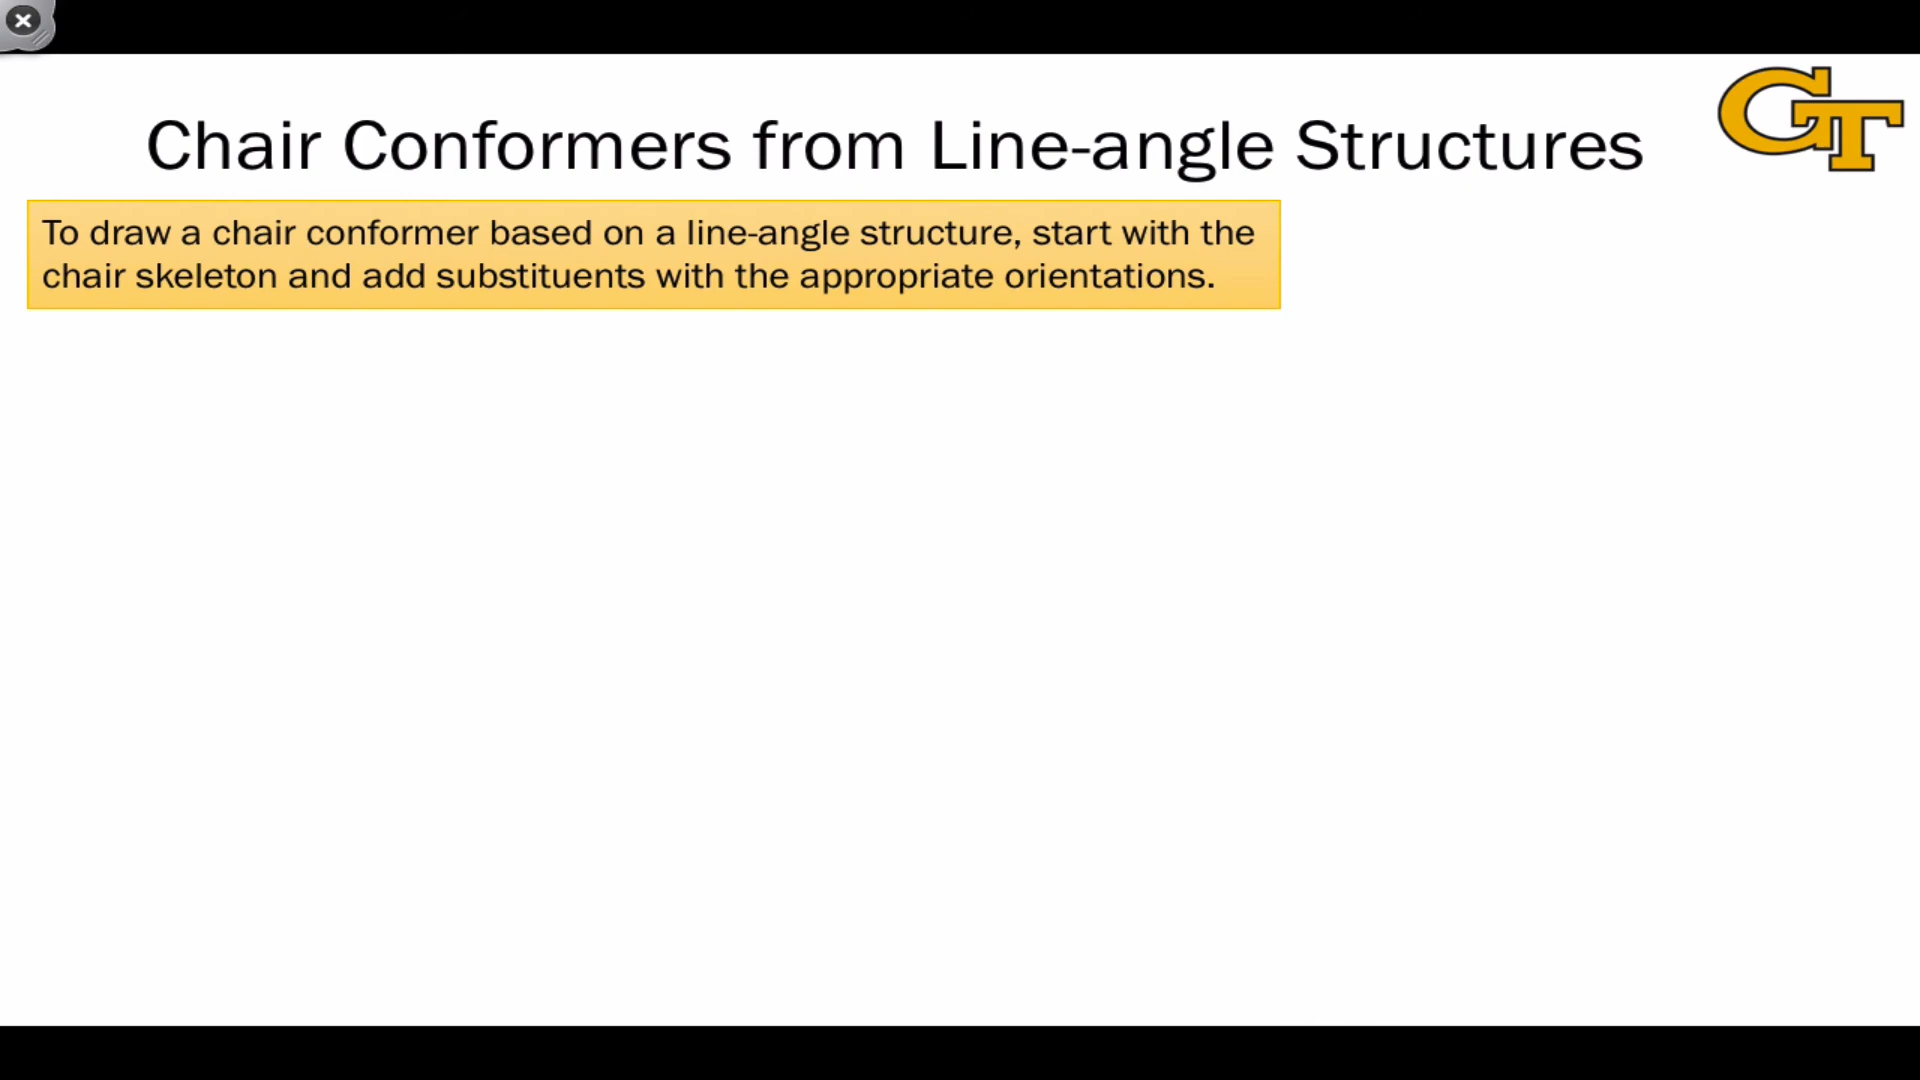 GT
Chair Conformers from Line-angle Structures
To draw a chair conformer based on a line-angle structure, start with the
chair skeleton and add substituents with the appropriate orientations.